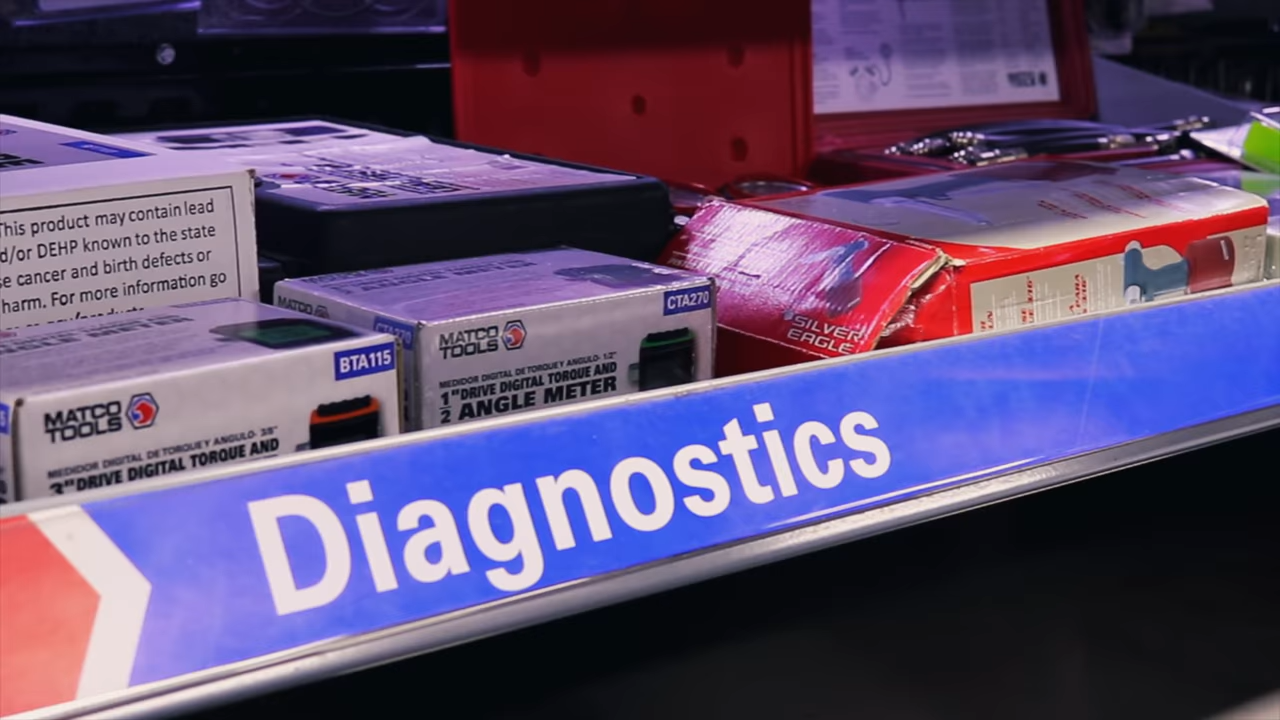 This product may contain lead
d/or DEHP known to the state
se cancer and birth defects or
harm. For more information go
BTA115
MATCO
TOOLS
MEDIDOR DIGITAL DE TORQUE Y ANGULO- 3/8"
3"DRIVE DIGITAL TORQUE AND
CTA270
CTA270
MATCO
TOOLS
MEDIDOR DIGITAL DE TORQUE Y ANGULO- 1/2"
1/2"DRIVE DIGITAL TORQUE AND
ANGLE METER
SILVER
EAGLE
Diagnostics